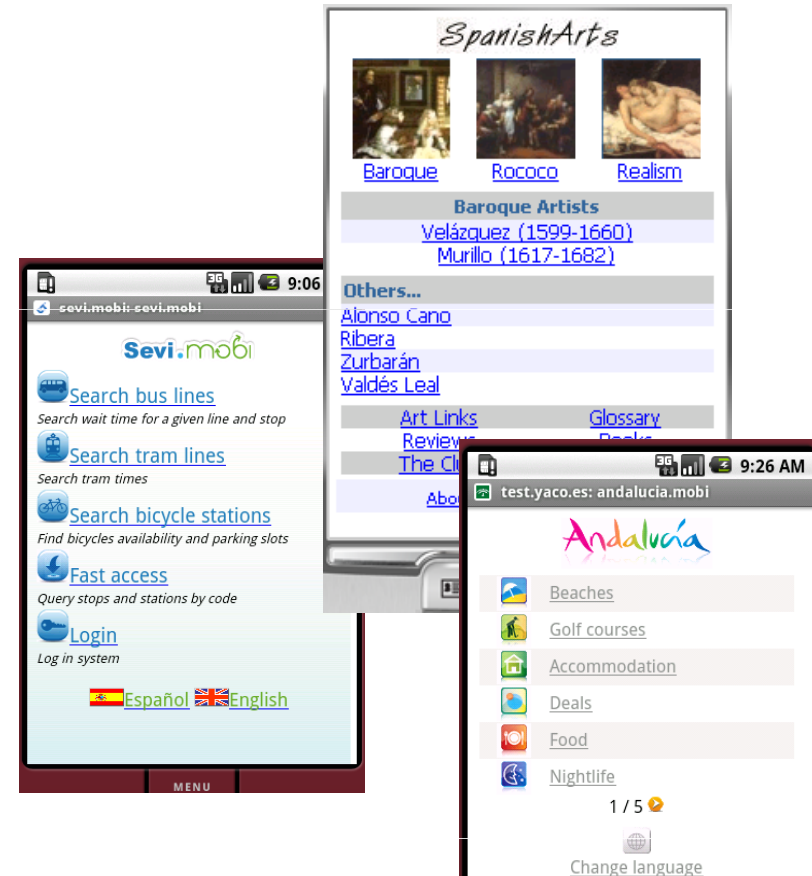 SpanishArts
Baroque Rococo Realism
Baroque Artists
Velázquez (1599-1660)
Murillo (1617-1682)
Others...
Alonso Cano
Ribera
Zurbarán
Valdés Leal
Art Links Glossary
Reviews Books
The
9:06
sevi.mobi: sevi.mobi
Sevi.mobi
Search bus lines
Search wait time for a given line and stop
Search tram lines
Search tram times
Search bicycle stations
Find bicycles availability and parking slots
Fast access
Query stops and stations by code
Login
Log in system
Español English
MENU
3G 9:26 AM
test.yaco.es: andalucia.mobi
Andalucía
Beaches
Golf courses
Accommodation
Deals
Food
Nightlife
1 / 5
Change language